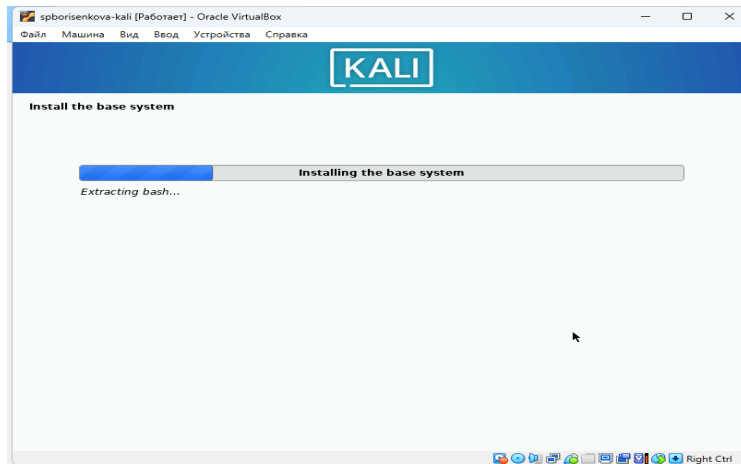 spborisenkova-kali [Работает] - Oracle VirtualBox
Файл Машина Вид Ввод Устройства Справка
KALI
Install the base system
Installing the base system
Extracting bash...
Right Ctrl